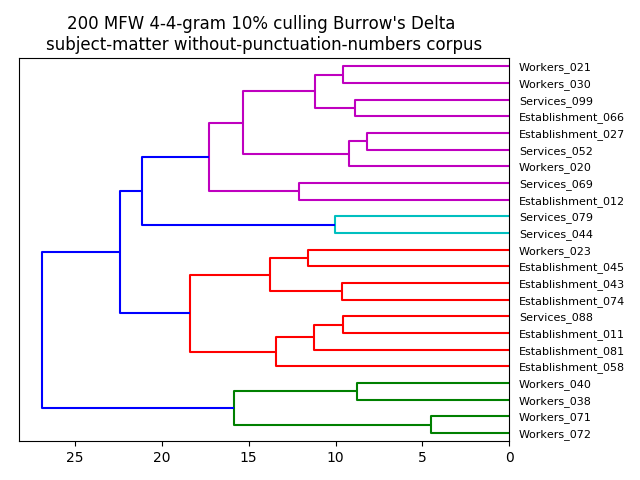 200 MFW 4-4-gram 10% culling Burrow's Delta
subject-matter without-punctuation-numbers corpus
Workers_021
Workers_030
Services_099
Establishment_066
Establishment_027
Services_052
Workers_020
Services_069
Establishment_012
Services_079
Services_044
Workers_023
Establishment_045
Establishment_043
Establishment_074
Services_088
Establishment_011
Establishment_081
Establishment_058
Workers_040
Workers_038
Workers_071
Workers_072
25 20 15 10 5 0